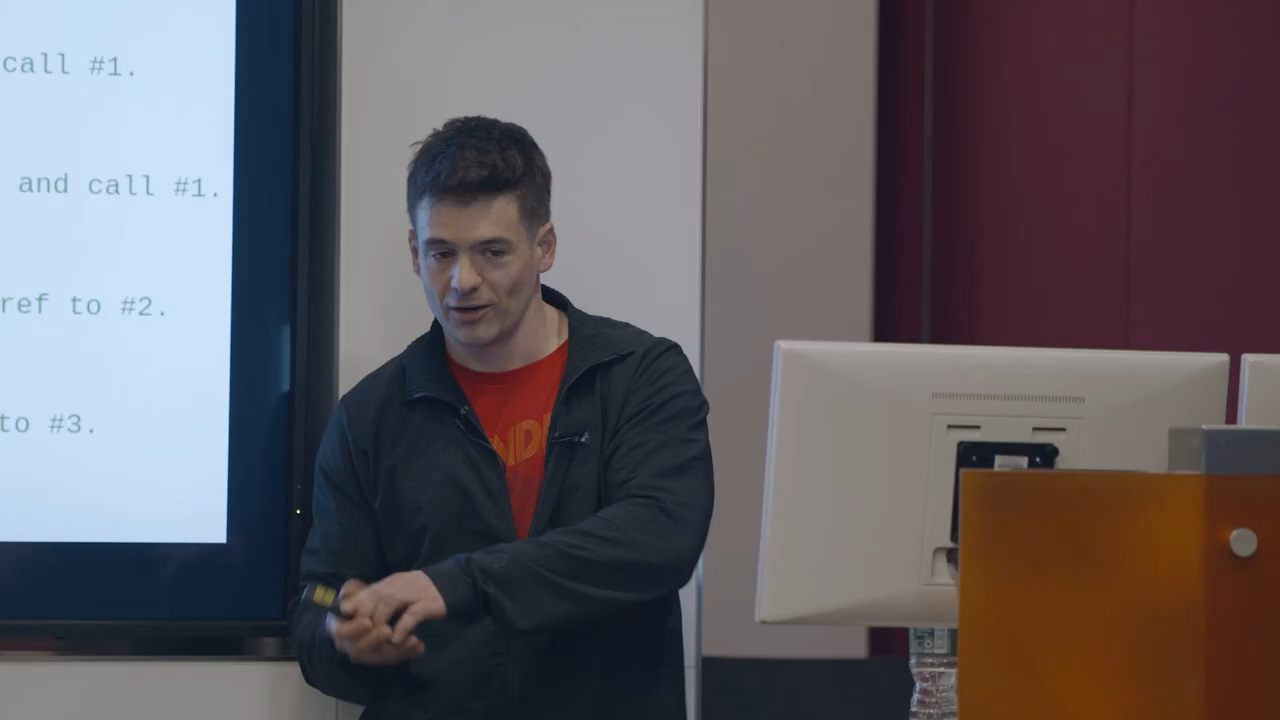 call #1.
and call #1.
ref to #2.
to #3.